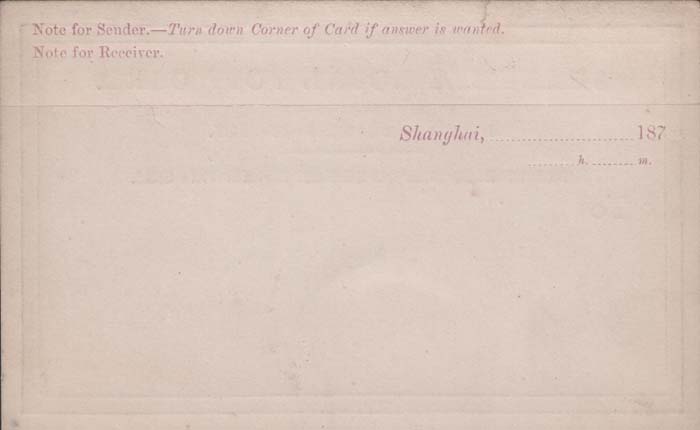 Note for Sender.—Turn down Corner of Card if answer is wanted.
Note for Receiver.
Shanghai, .......................... 187
........ h. ........ m.